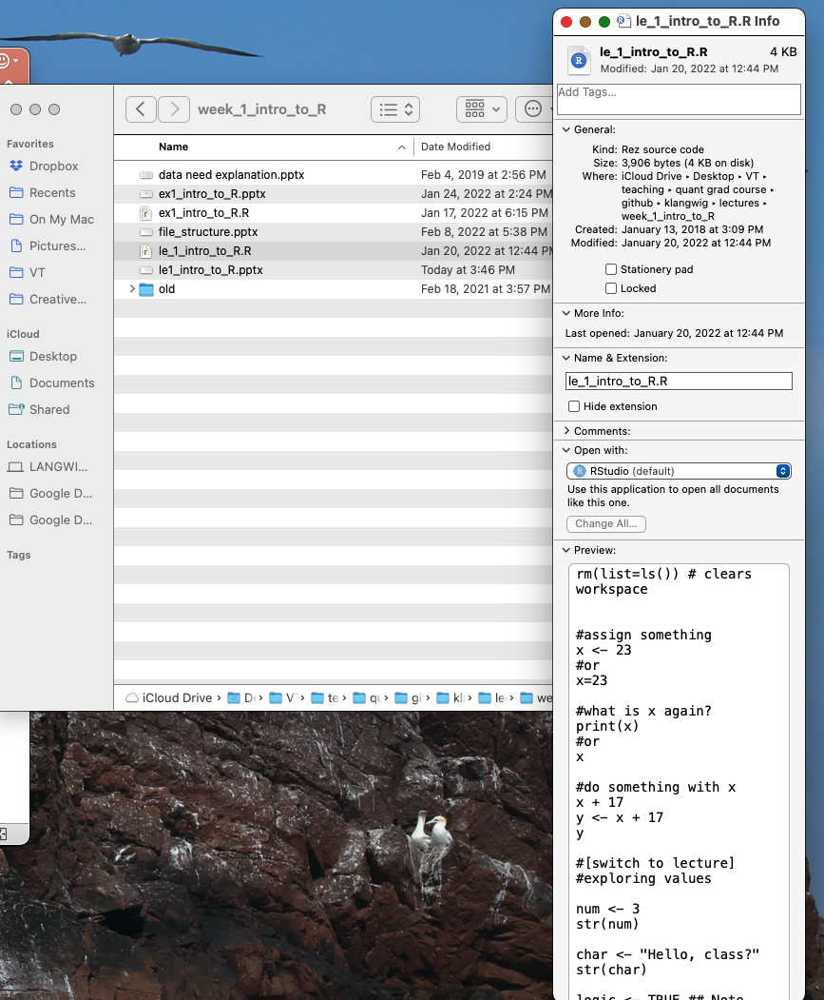 le_1_intro_to_R.R Info
le_1_intro_to_R.R 4 KB
Modified: Jan 20, 2022 at 12:44 PM
Add Tags...
General:
Kind: Rez source code
Size: 3,906 bytes (4 KB on disk)
Where: iCloud Drive ▸ Desktop ▸ VT ▸
teaching ▸ quant grad course ▸
github ▸ klangwig ▸ lectures ▸
week_1_intro_to_R
Created: January 13, 2018 at 3:09 PM
Modified: January 20, 2022 at 12:44 PM
Stationery pad
Locked
More Info:
Last opened: January 20, 2022 at 12:44 PM
Name & Extension:
le_1_intro_to_R.R
Hide extension
Comments:
Open with:
RStudio (default)
Use this application to open all documents
like this one.
Change All...
Preview:
rm(list=ls()) # clears
workspace
#assign something
x <- 23
#or
x=23
#what is x again?
print(x)
#or
x
#do something with x
x + 17
y <- x + 17
y
#[switch to lecture]
#exploring values
num <- 3
str(num)
char <- "Hello, class?"
str(char)
logic <- TRUE ## Note
week_1_intro_to_R
Favorites
Dropbox
Recents
On My Mac
Pictures...
VT
Creative...
iCloud
Desktop
Documents
Shared
Locations
LANGWI...
Google D...
Google D...
Tags
Name Date Modified
data need explanation.pptx Feb 4, 2019 at 2:56 PM
ex1_intro_to_R.pptx Jan 24, 2022 at 2:24 PM
ex1_intro_to_R.R Jan 17, 2022 at 6:15 PM
file_structure.pptx Feb 8, 2022 at 5:38 PM
le_1_intro_to_R.R Jan 20, 2022 at 12:44 PM
le1_intro_to_R.pptx Today at 3:46 PM
old Feb 18, 2021 at 3:57 PM
iCloud Drive › D › V › te › qu › gi › kl › le › we